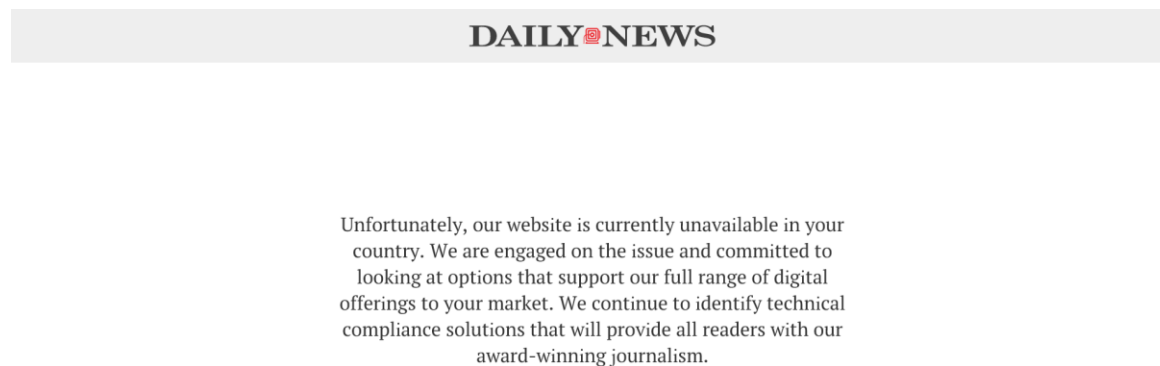 DAILY NEWS
Unfortunately, our website is currently unavailable in your
country. We are engaged on the issue and committed to
looking at options that support our full range of digital
offerings to your market. We continue to identify technical
compliance solutions that will provide all readers with our
award-winning journalism.